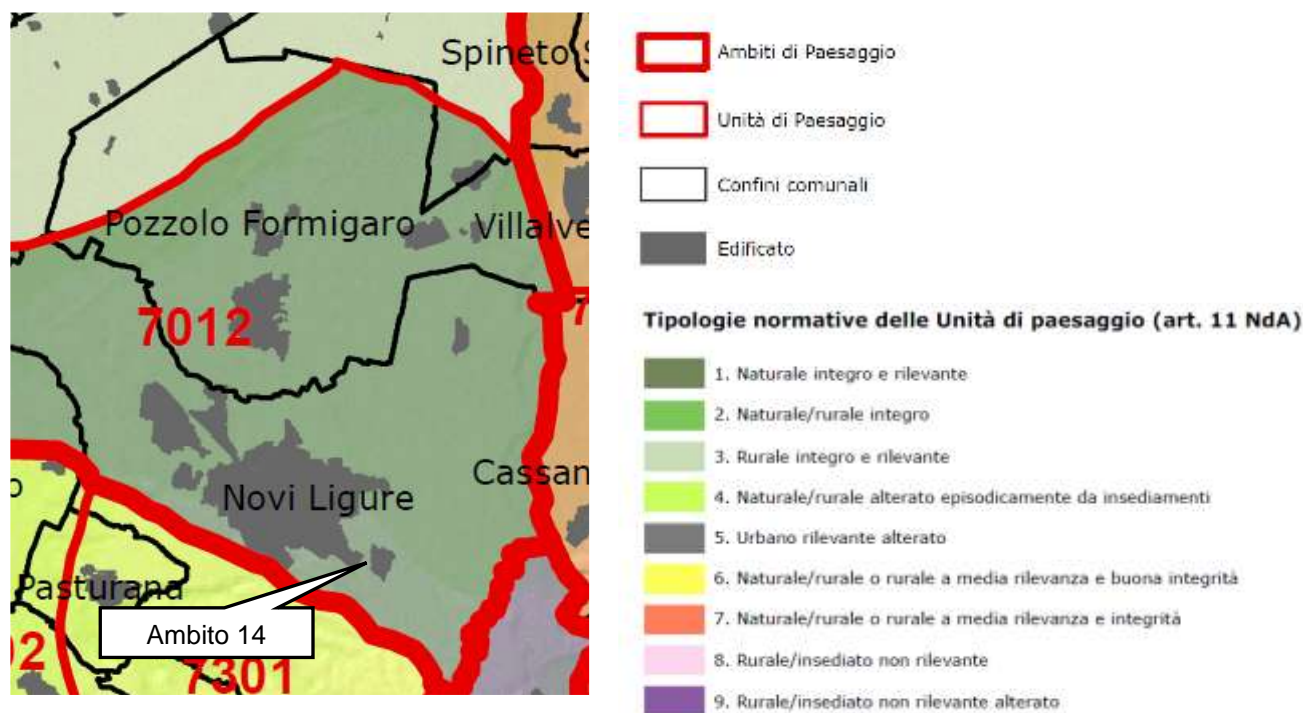 Spineto S
Pozzolo Formigaro
Villalve
7012
7
Cassan
Novi Ligure
o
Pasturana
Ambito 14
02
7301
Ambiti di Paesaggio
Unità di Paesaggio
Confini comunali
Edificato
Tipologie normative delle Unità di paesaggio (art. 11 NdA)
1. Naturale integro e rilevante
2. Naturale/rurale integro
3. Rurale integro e rilevante
4. Naturale/rurale alterato episodicamente da insediamenti
5. Urbano rilevante alterato
6. Naturale/rurale o rurale a media rilevanza e buona integrità
7. Naturale/rurale o rurale a media rilevanza e integrità
8. Rurale/insediato non rilevante
9. Rurale/insediato non rilevante alterato